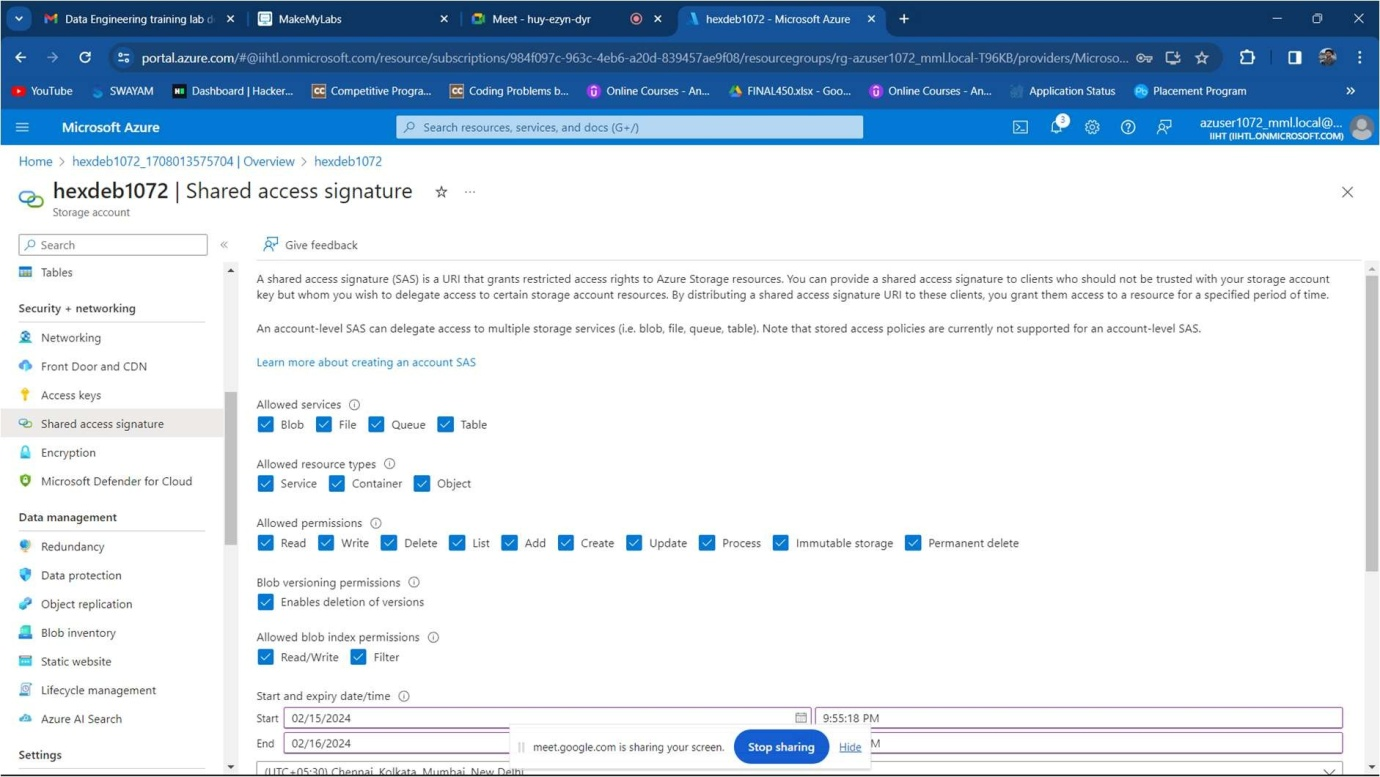 Data Engineering training lab d
MakeMyLabs
Meet - huy-ezyn-dyr
hexdeb1072 - Microsoft Azure
portal.azure.com/#@iihtl.onmicrosoft.com/resource/subscriptions/984f097c-963c-4eb6-a20d-839457ae9f08/resourcegroups/rg-azuser1072_mml.local-T96KB/providers/Microso...
YouTube
SWAYAM
Dashboard | Hacker...
Competitive Progra...
Coding Problems b...
Online Courses - An...
FINAL450.xlsx - Goo...
Online Courses - An...
Application Status
Placement Program
Microsoft Azure
Search resources, services, and docs (G+/)
3
azuser1072_mml.local@...
IIHT (IIHTL.ONMICROSOFT.COM)
Home > hexdeb1072_1708013575704 | Overview > hexdeb1072
hexdeb1072 | Shared access signature
Storage account
Search
Give feedback
Tables
Security + networking
Networking
Front Door and CDN
Access keys
Shared access signature
Encryption
Microsoft Defender for Cloud
Data management
Redundancy
Data protection
Object replication
Blob inventory
Static website
Lifecycle management
Azure AI Search
Settings
A shared access signature (SAS) is a URI that grants restricted access rights to Azure Storage resources. You can provide a shared access signature to clients who should not be trusted with your storage account
key but whom you wish to delegate access to certain storage account resources. By distributing a shared access signature URI to these clients, you grant them access to a resource for a specified period of time.
An account-level SAS can delegate access to multiple storage services (i.e. blob, file, queue, table). Note that stored access policies are currently not supported for an account-level SAS.
Learn more about creating an account SAS
Allowed services
Blob File Queue Table
Allowed resource types
Service Container Object
Allowed permissions
Read Write Delete List Add Create Update Process Immutable storage Permanent delete
Blob versioning permissions
Enables deletion of versions
Allowed blob index permissions
Read/Write Filter
Start and expiry date/time
Start 02/15/2024 9:55:18 PM
End 02/16/2024 M
meet.google.com is sharing your screen. Stop sharing Hide
(UTC+05:30) Chennai, Kolkata, Mumbai, New Delhi